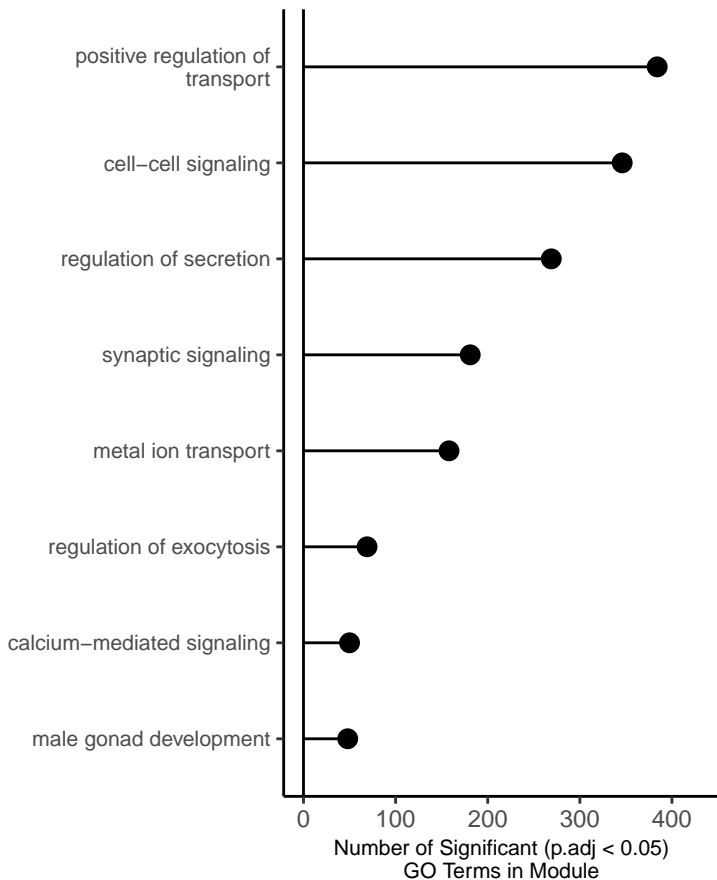 positive regulation of
transport
cell−cell signaling
regulation of secretion
synaptic signaling
metal ion transport
regulation of exocytosis
calcium−mediated signaling
male gonad development
0 100 200 300 400
Number of Significant (p.adj < 0.05)
GO Terms in Module